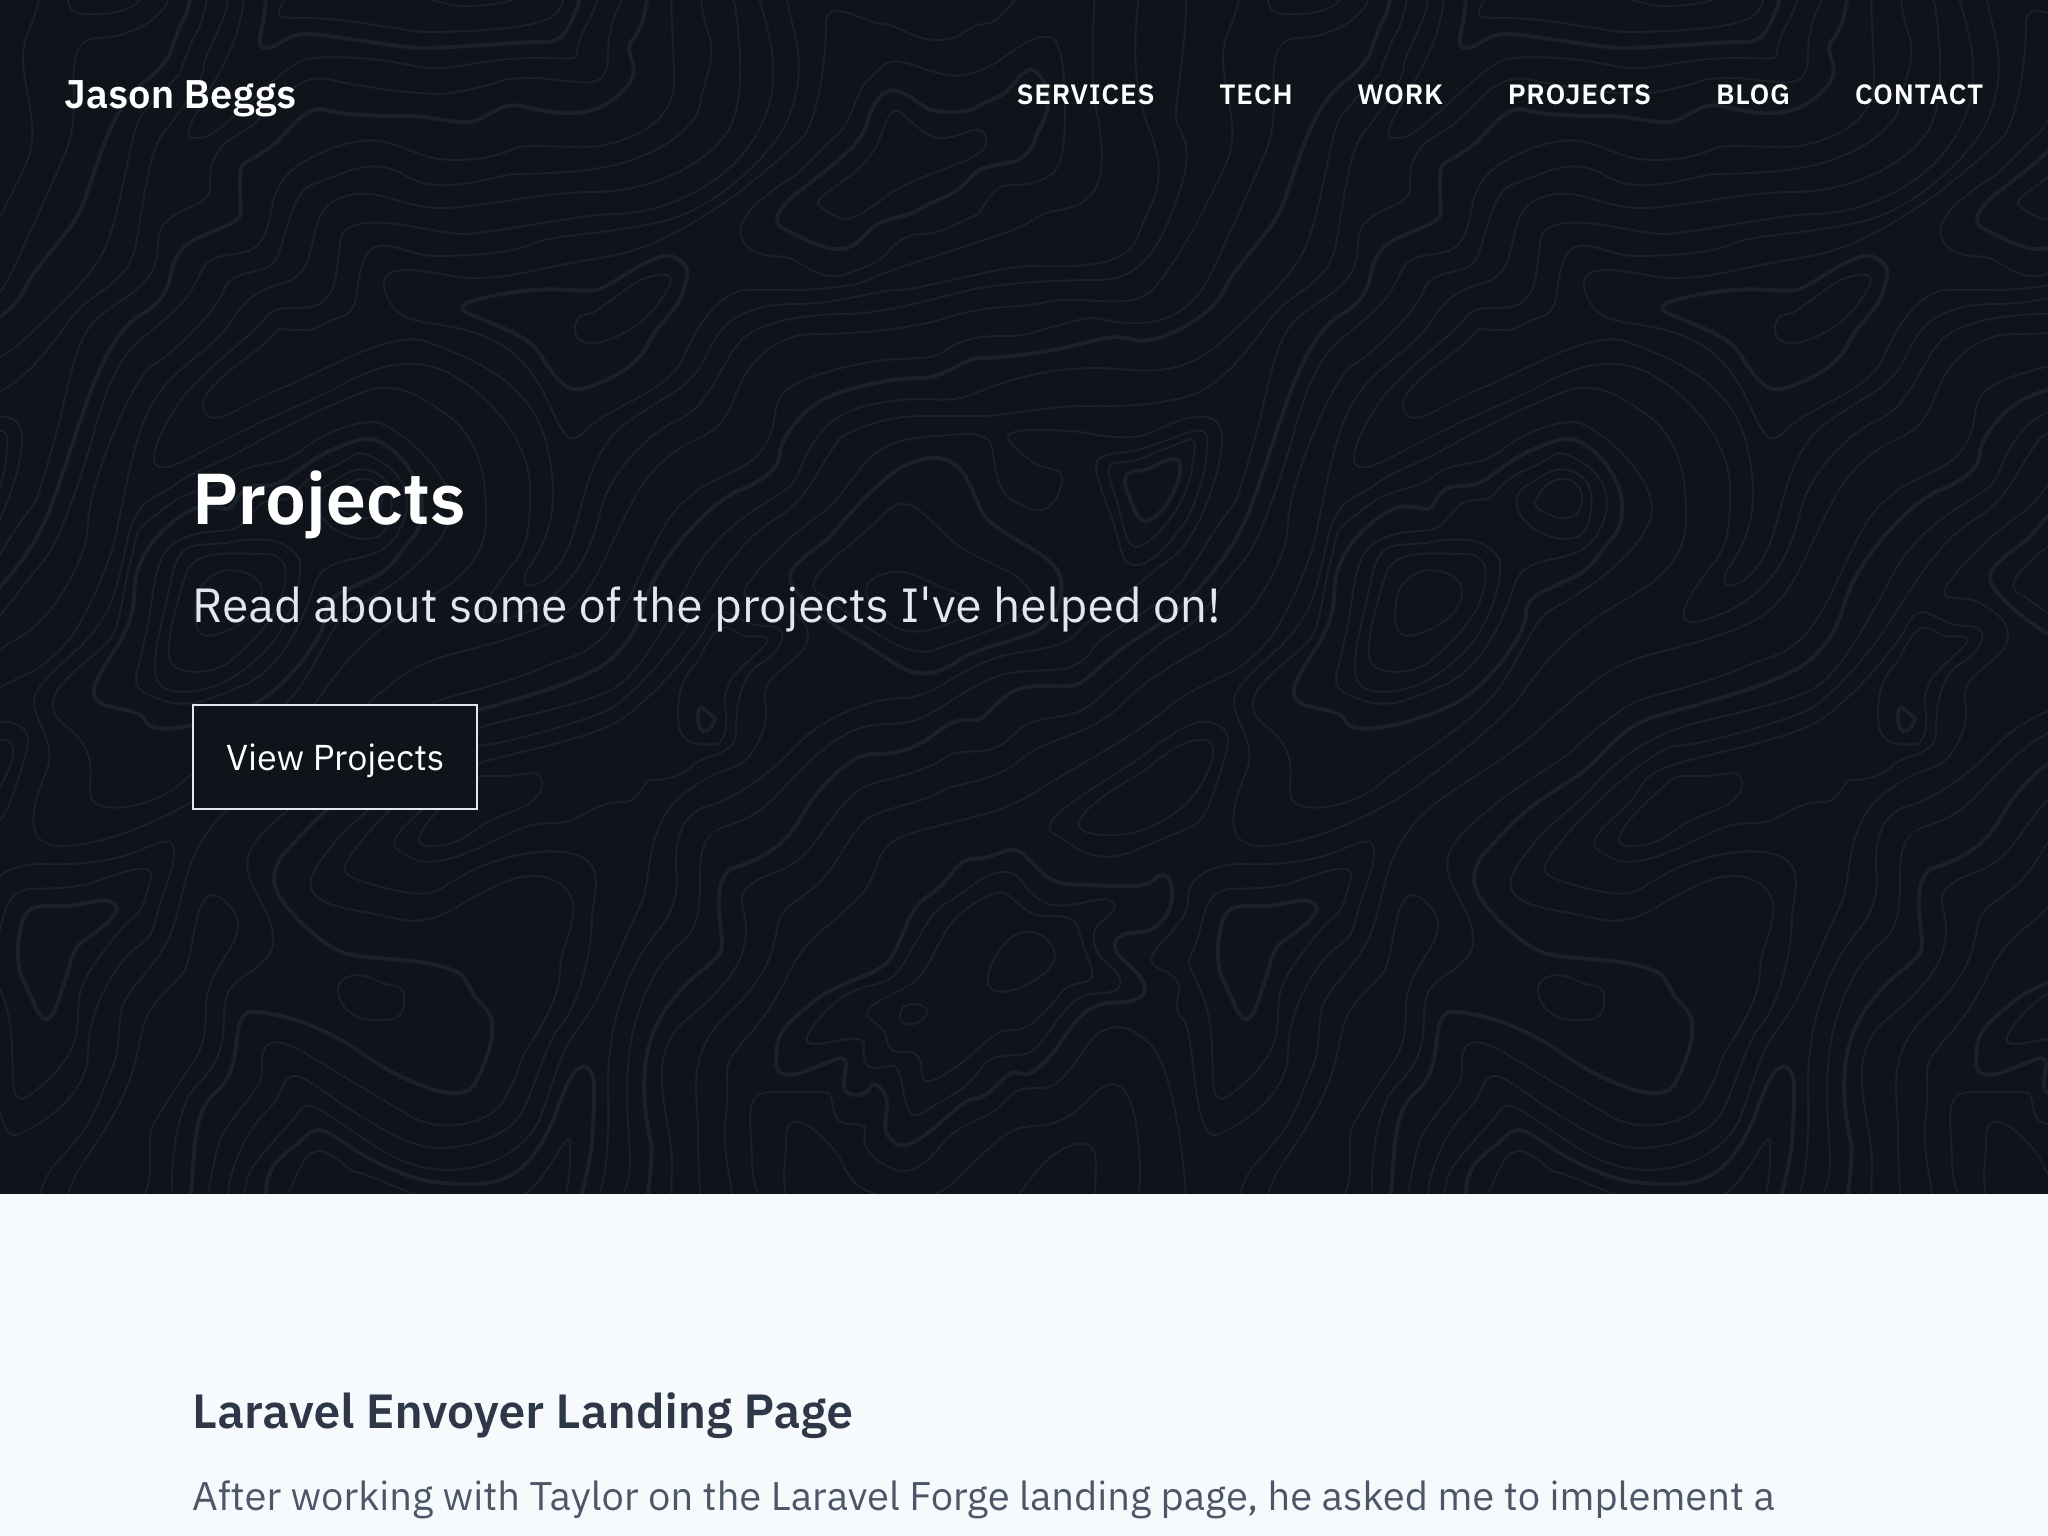 Jason Beggs
SERVICES TECH WORK PROJECTS BLOG CONTACT
Projects
Read about some of the projects I've helped on!
View Projects
Laravel Envoyer Landing Page
After working with Taylor on the Laravel Forge landing page, he asked me to implement a